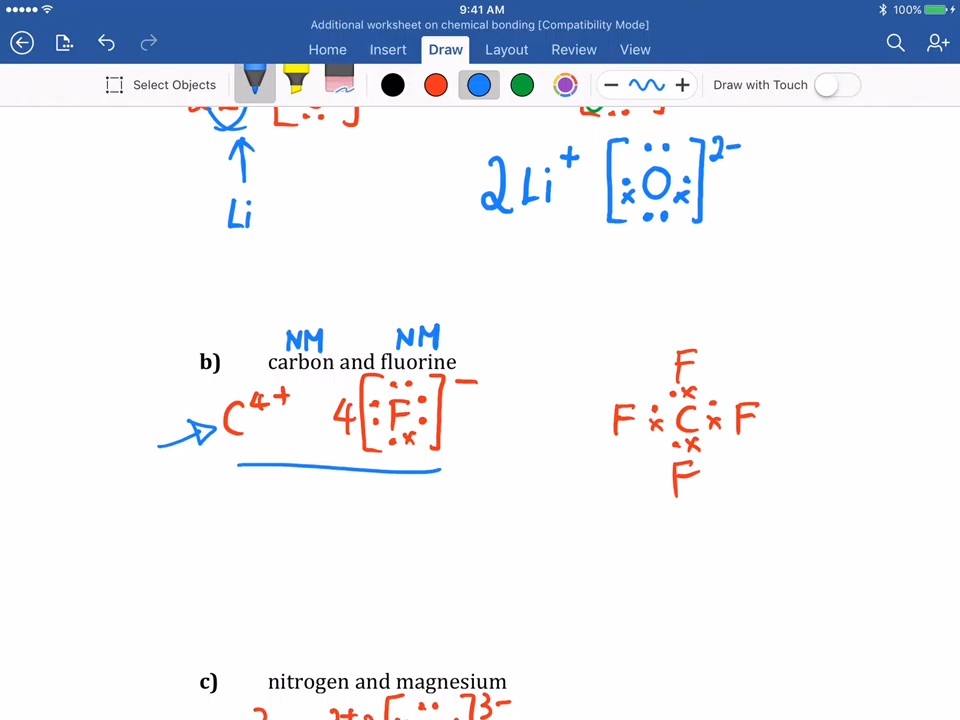 9:41 AM
100%
Additional worksheet on chemical bonding [Compatibility Mode]
Home Insert Draw Layout Review View
Select Objects
Draw with Touch
2Li+ [O]2-
Li
NM NM
b) carbon and fluorine
C4+ 4[F]-
F
F C F
F
c) nitrogen and magnesium
3-